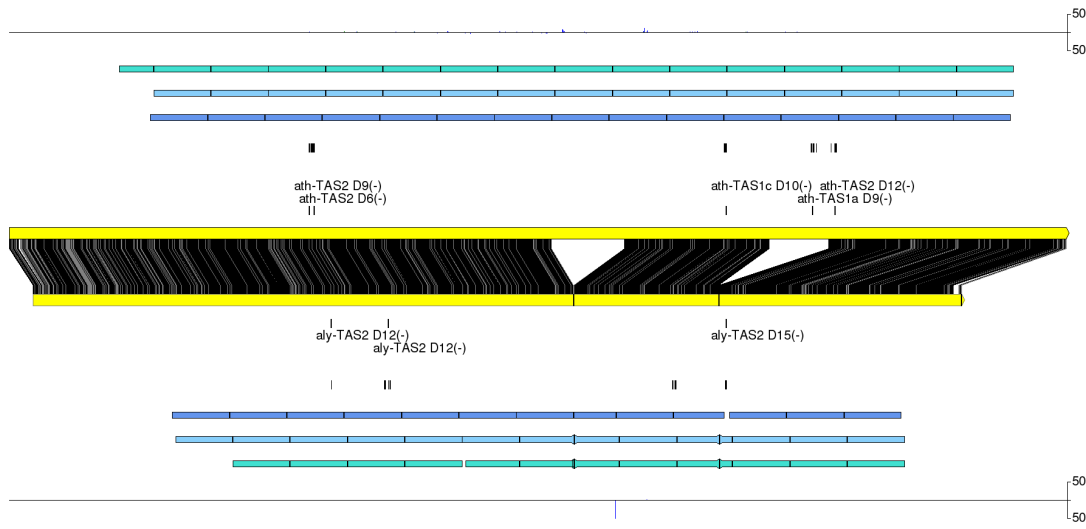 50
50
ath-TAS2 D9(-)
ath-TAS1c D10(-) ath-TAS2 D12(-)
ath-TAS2 D6(-)
ath-TAS1a D9(-)
aly-TAS2 D12(-)
aly-TAS2 D15(-)
aly-TAS2 D12(-)
50
50